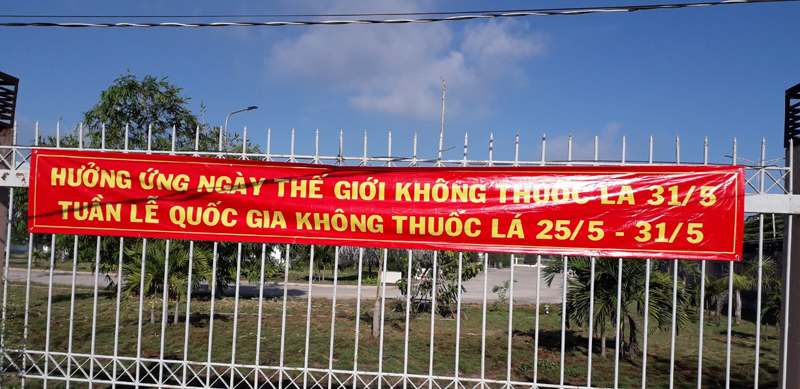 HƯỞNG ỨNG NGÀY THẾ GIỚI KHÔNG THUỐC LÁ 31/5
TUẦN LỄ QUỐC GIA KHÔNG THUỐC LÁ 25/5 - 31/5